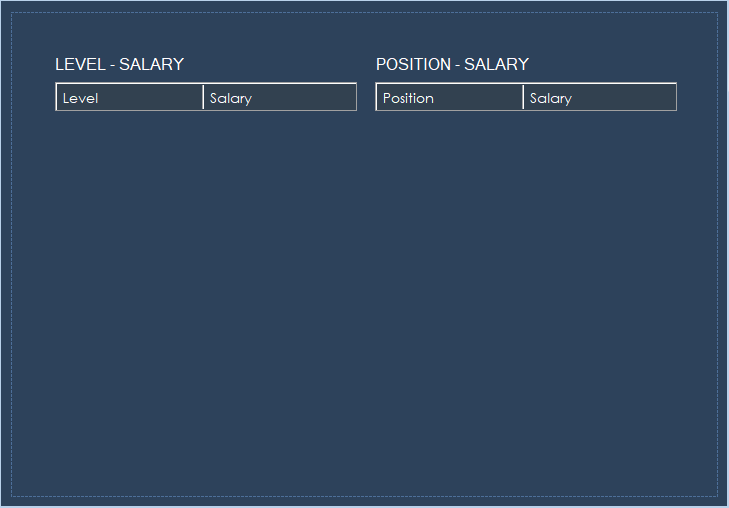 LEVEL - SALARY
Level Salary
POSITION - SALARY
Position Salary